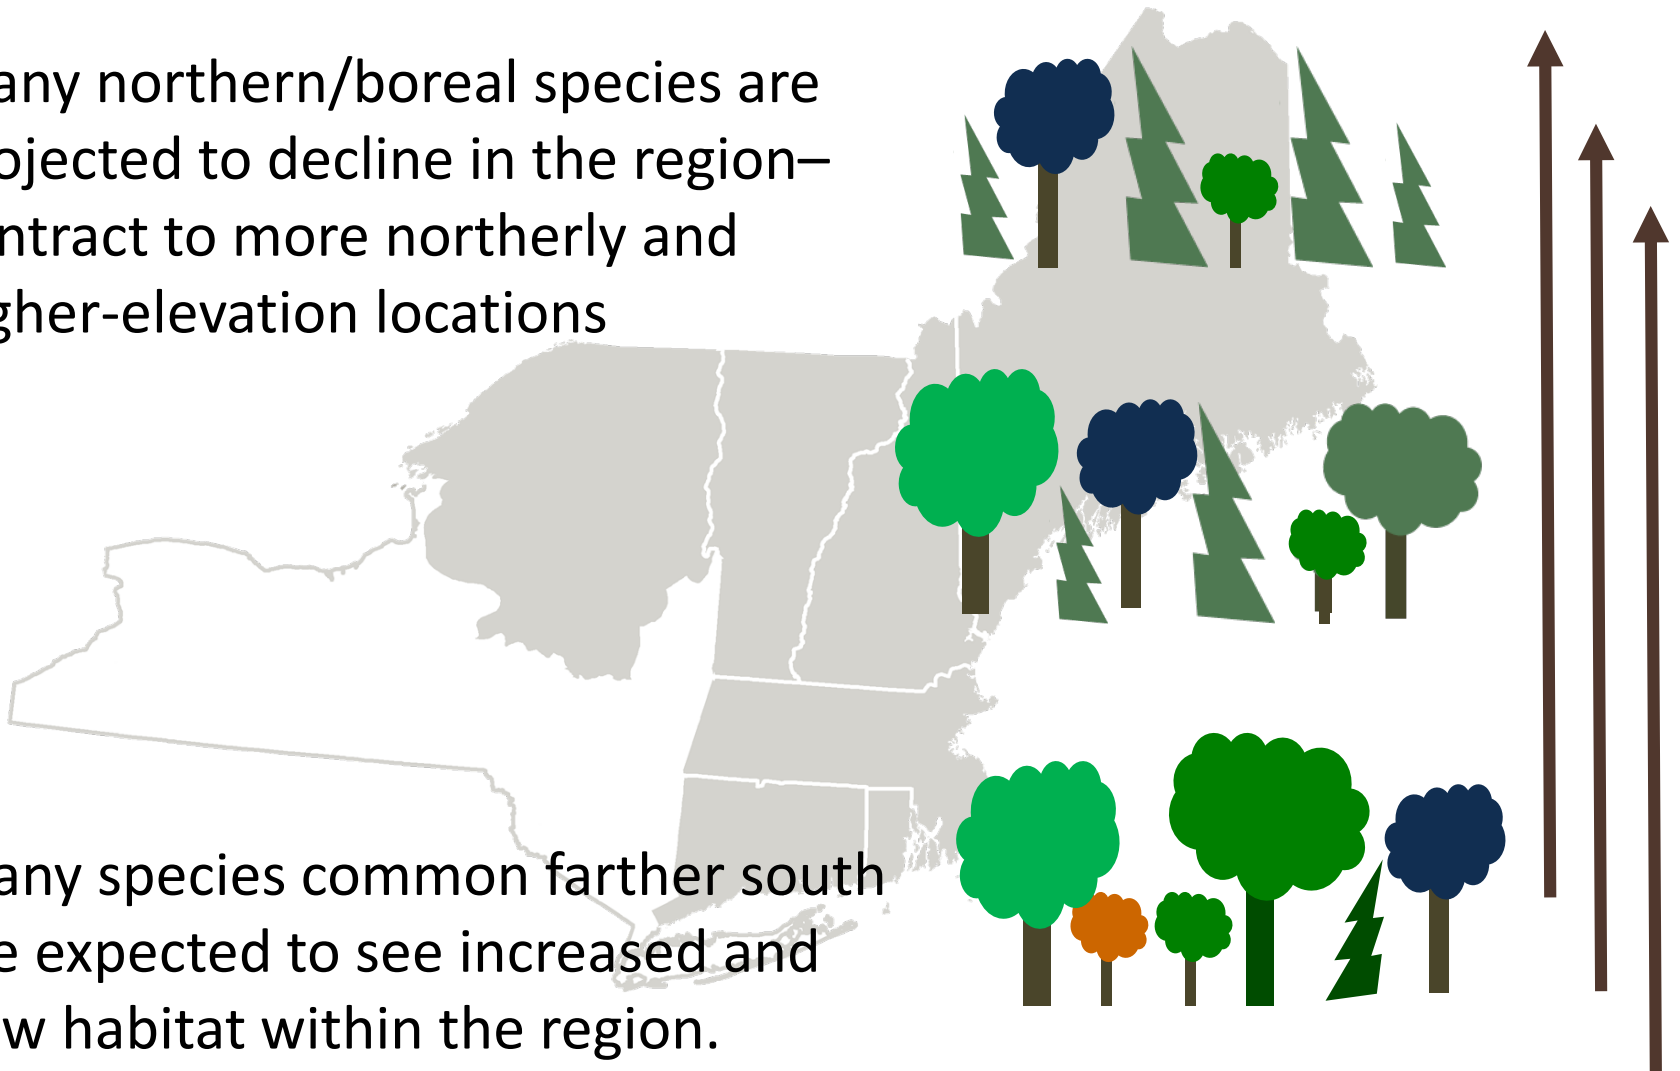 any northern/boreal species are
ojected to decline in the region–
ntract to more northerly and
gher-elevation locations
any species common farther south
e expected to see increased and
w habitat within the region.